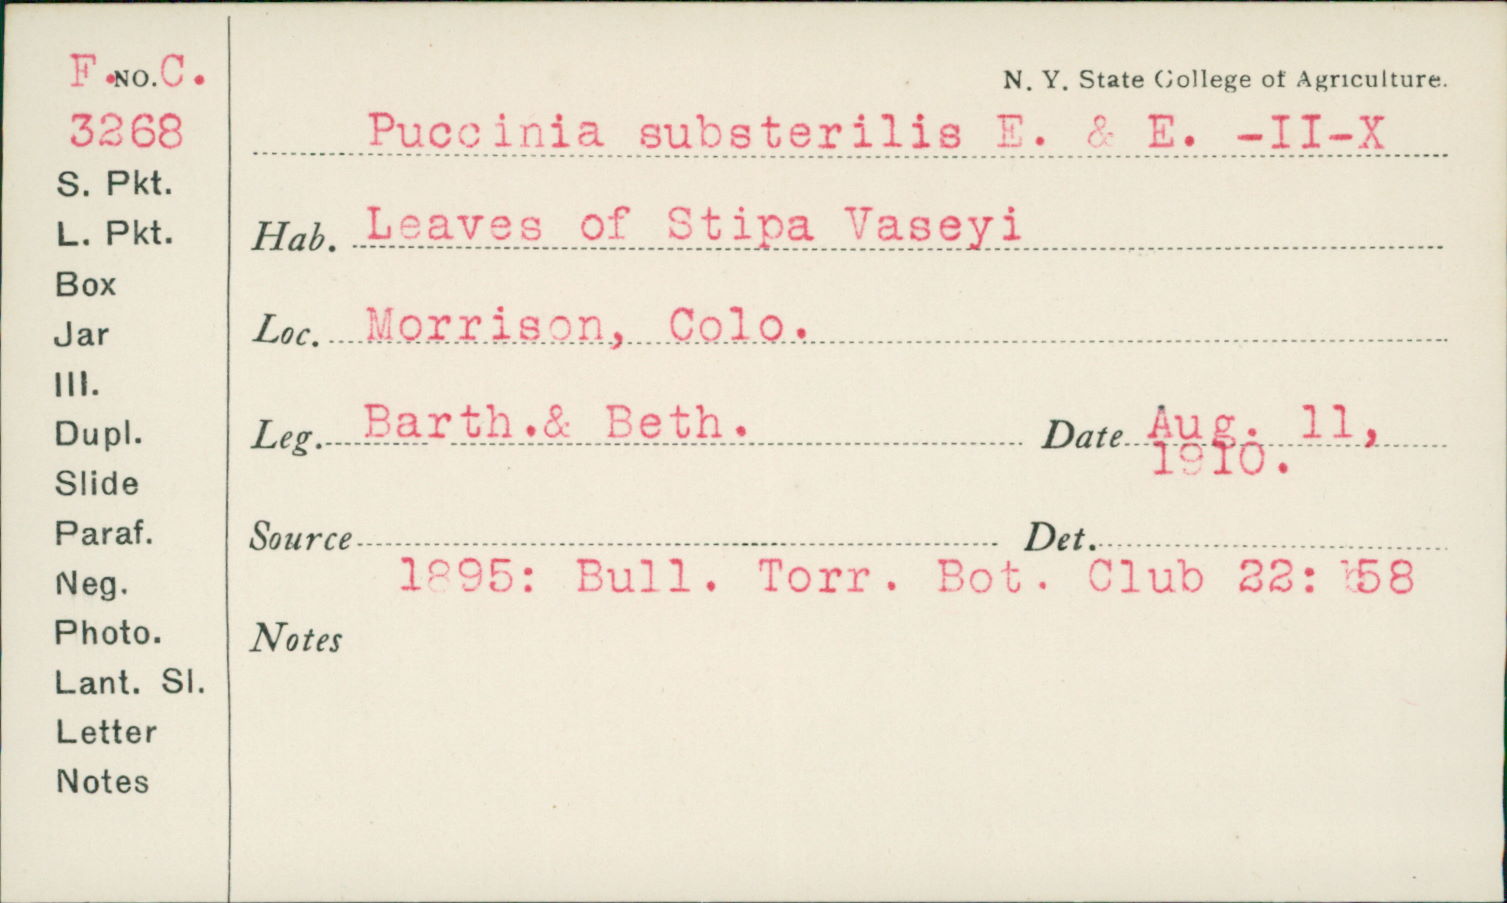 F. NO. C.
3268
S. Pkt.
L. Pkt.
Box
Jar
Ill.
Dupl.
Slide
Paraf.
Neg.
Photo.
Lant. Sl.
Letter
Notes
N. Y. State College of Agriculture.
Puccinia substerilis E. & E. -II-X
Hab. Leaves of Stipa Vaseyi
Loc. Morrison, Colo.
Leg. Barth.& Beth. Date Aug. 11,
1910.
Source Det.
1895: Bull. Torr. Bot. Club 22: 58
Notes